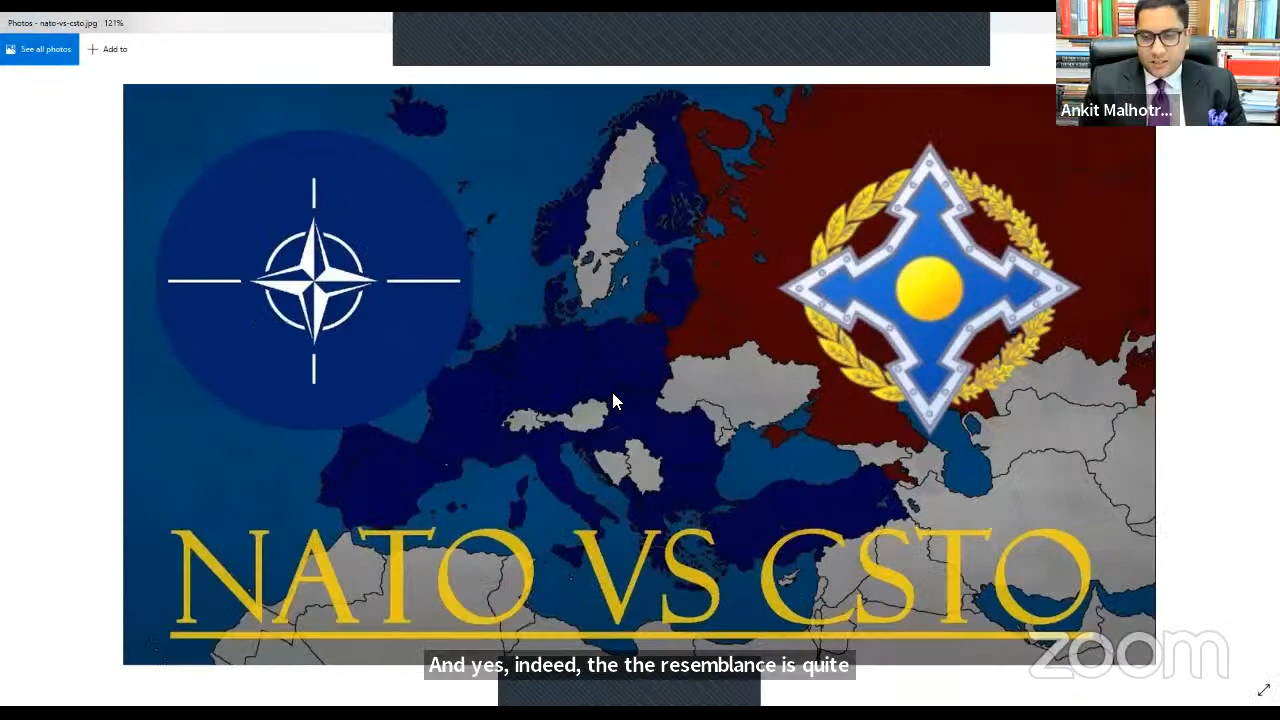 Photos - nato-vs-csto.jpg 121%
See all photos
Add to
Ankit Malhotr...
NATO VS CSTO
And yes, indeed, the the resemblance is quite
zoom